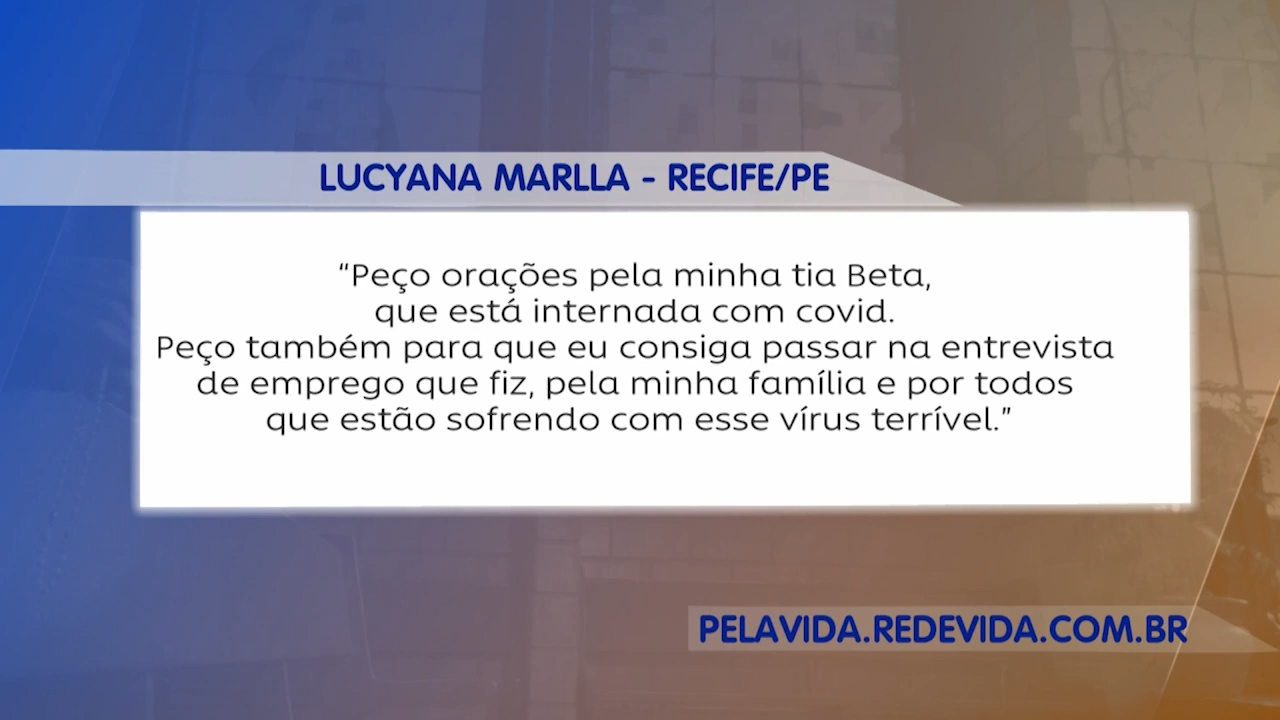 LUCYANA MARLLA - RECIFE/PE
“Peço orações pela minha tia Beta,
que está internada com covid.
Peço também para que eu consiga passar na entrevista
de emprego que fiz, pela minha família e por todos
que estão sofrendo com esse vírus terrível.”
PELAVIDA.REDEVIDA.COM.BR